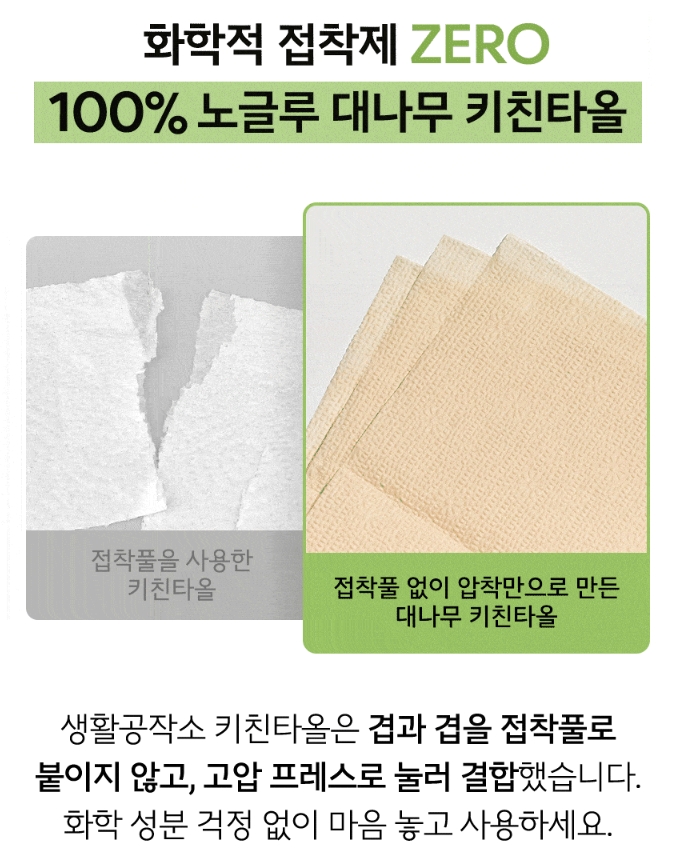 화학적 접착제 ZERO
100% 노글루 대나무 키친타올
접착풀을 사용한
키친타올
접착풀 없이 압착만으로 만든
대나무 키친타올
생활공작소 키친타올은 겹과 겹을 접착풀로
붙이지 않고, 고압 프레스로 눌러 결합했습니다.
화학 성분 걱정 없이 마음 놓고 사용하세요.